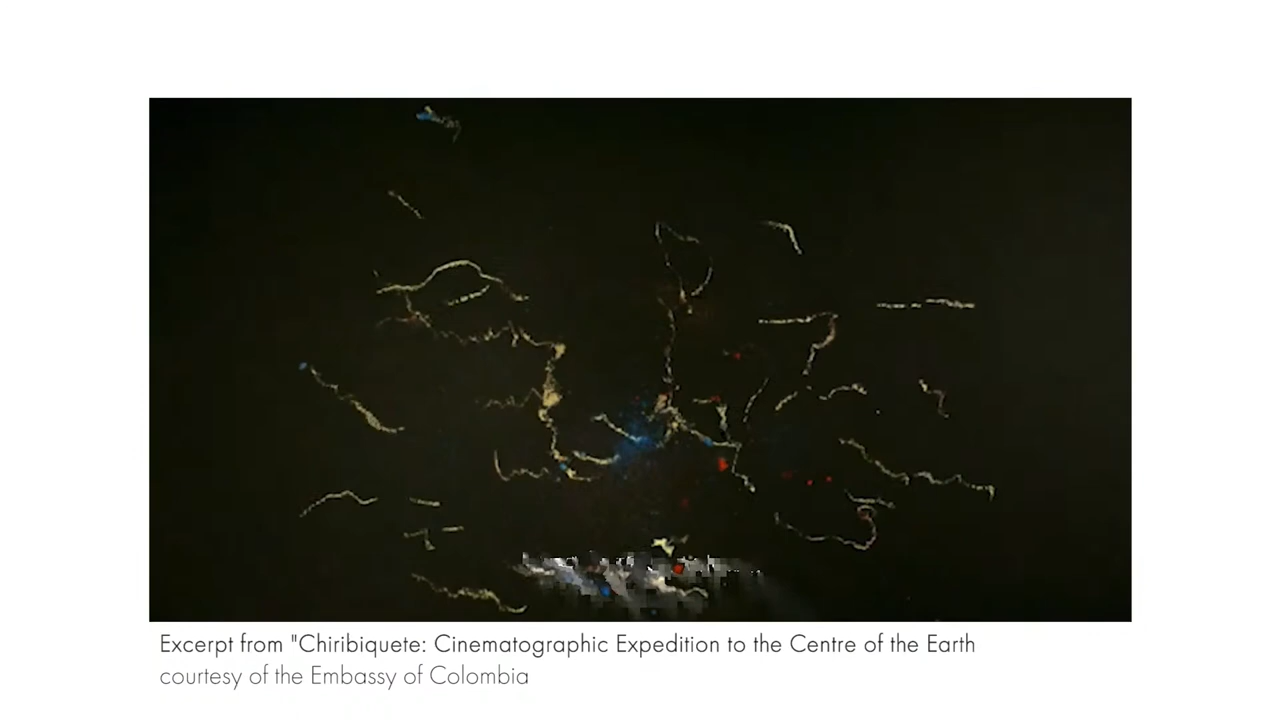 Excerpt from "Chiribiquete: Cinematographic Expedition to the Centre of the Earth
courtesy of the Embassy of Colombia